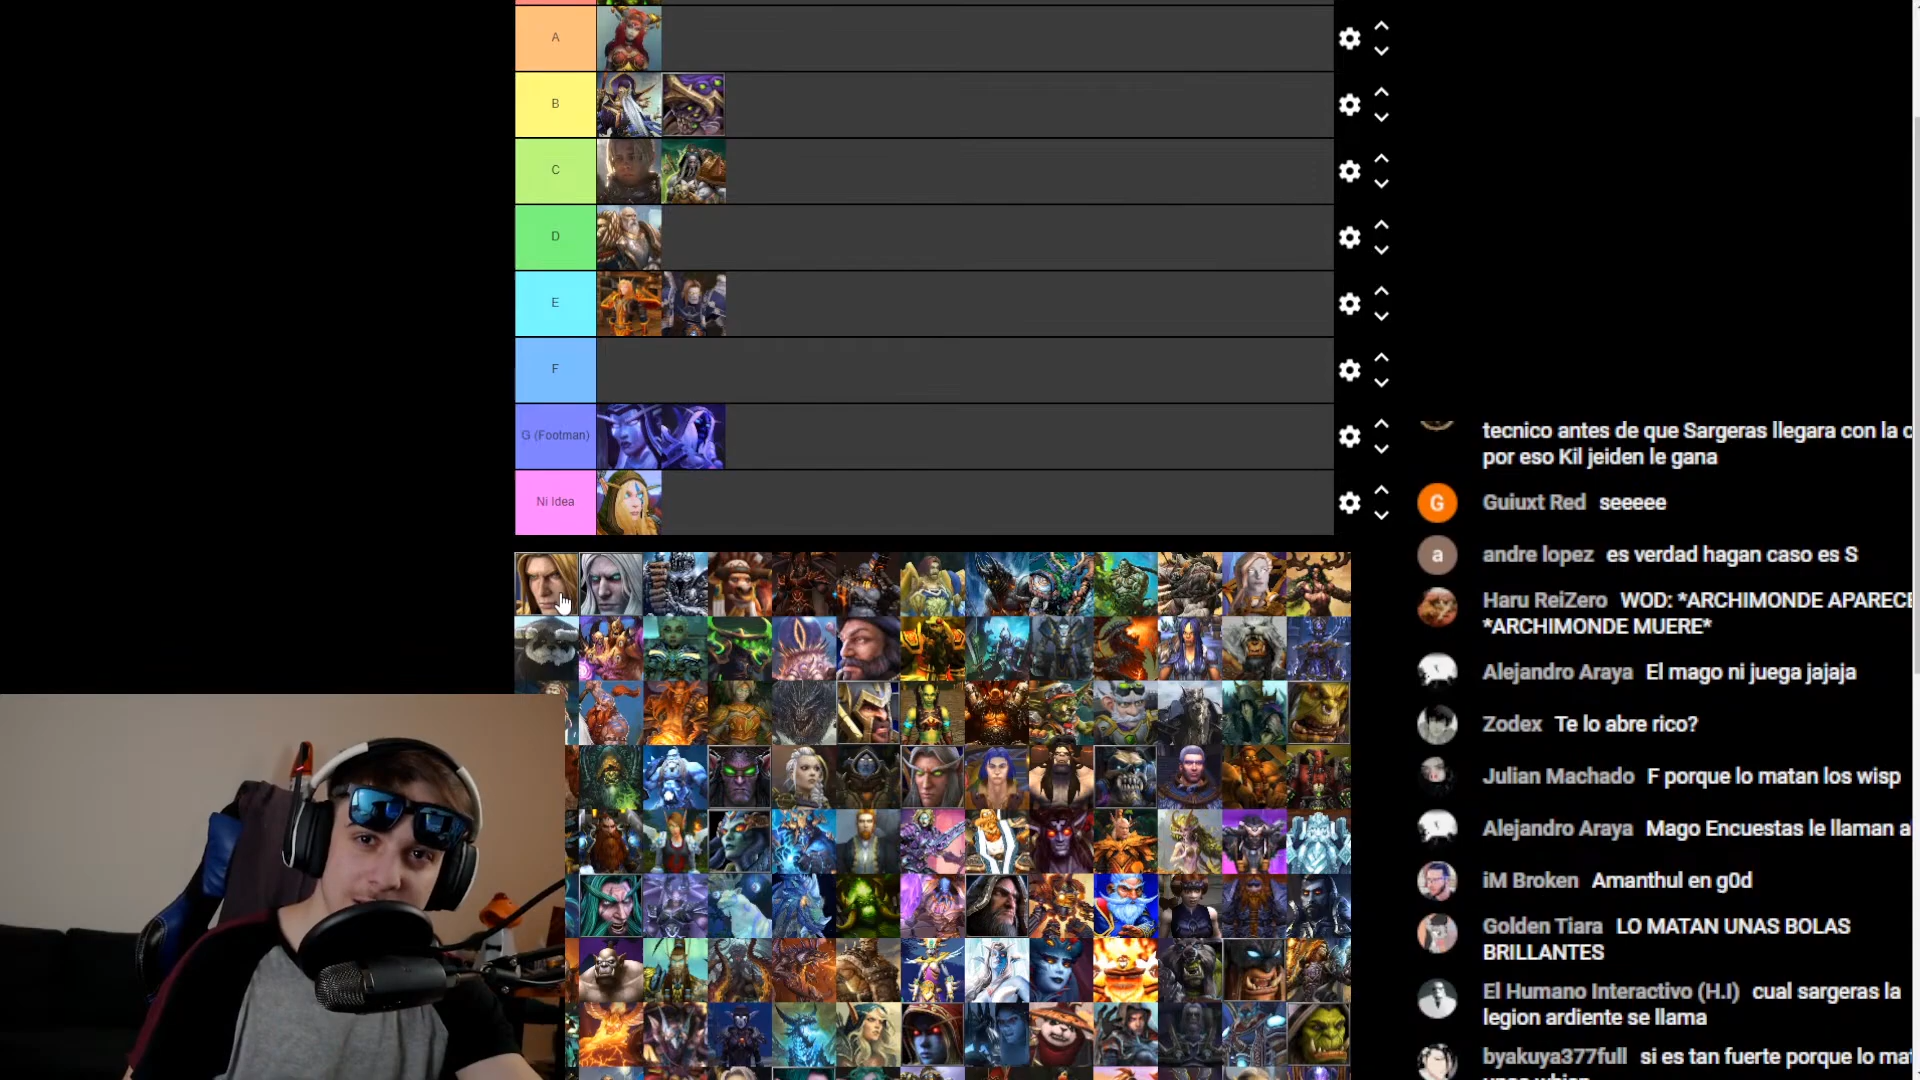 A
B
C
D
E
F
G (Footman)
Ni Idea
tecnico antes de que Sargeras llegara con la
por eso Kil jeiden le gana
G
Guiuxt Red seeeee
a
andre lopez es verdad hagan caso es S
Haru ReiZero WOD: *ARCHIMONDE APARECE
*ARCHIMONDE MUERE*
Alejandro Araya El mago ni juega jajaja
Zodex Te lo abre rico?
Julian Machado F porque lo matan los wisp
Alejandro Araya Mago Encuestas le llaman a
iM Broken Amanthul en g0d
Golden Tiara LO MATAN UNAS BOLAS
BRILLANTES
El Humano Interactivo (H.I) cual sargeras la
legion ardiente se llama
byakuya377full si es tan fuerte porque lo